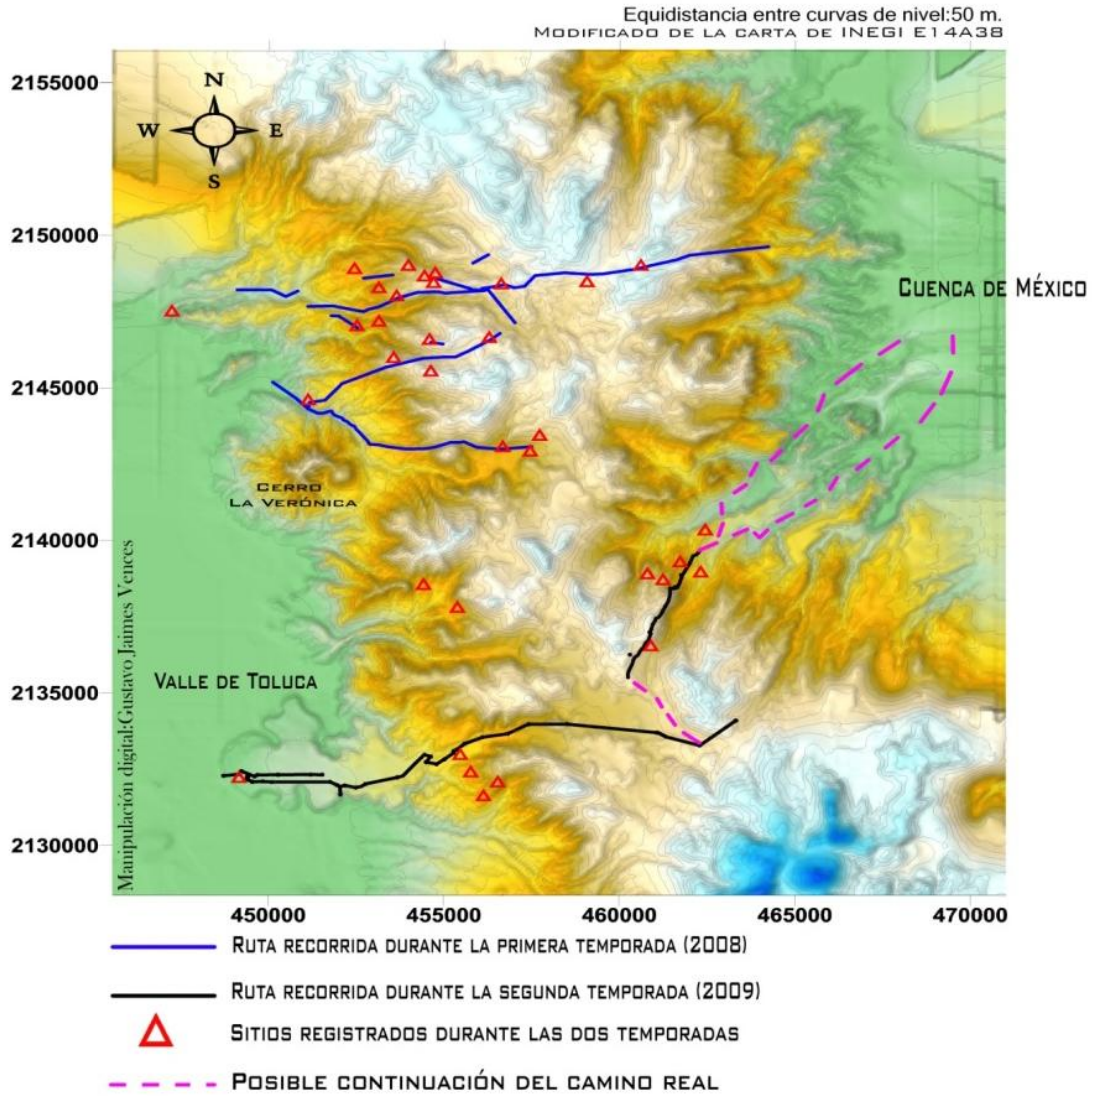 Equidistancia entre curvas de nivel:50 m.
MODIFICADO DE LA CARTA DE INEGI E14A38
2155000
N
W E
S
2150000
CUENCA DE MÉXICO
2145000
CERRO
LA VERÓNICA
2140000
Manipulación digital:Gustavo Jaimes Vences
2135000
VALLE DE TOLUCA
2130000
450000 455000 460000 465000 470000
RUTA RECORRIDA DURANTE LA PRIMERA TEMPORADA (2008)
RUTA RECORRIDA DURANTE LA SEGUNDA TEMPORADA (2009)
SITIOS REGISTRADOS DURANTE LAS DOS TEMPORADAS
POSIBLE CONTINUACIÓN DEL CAMINO REAL